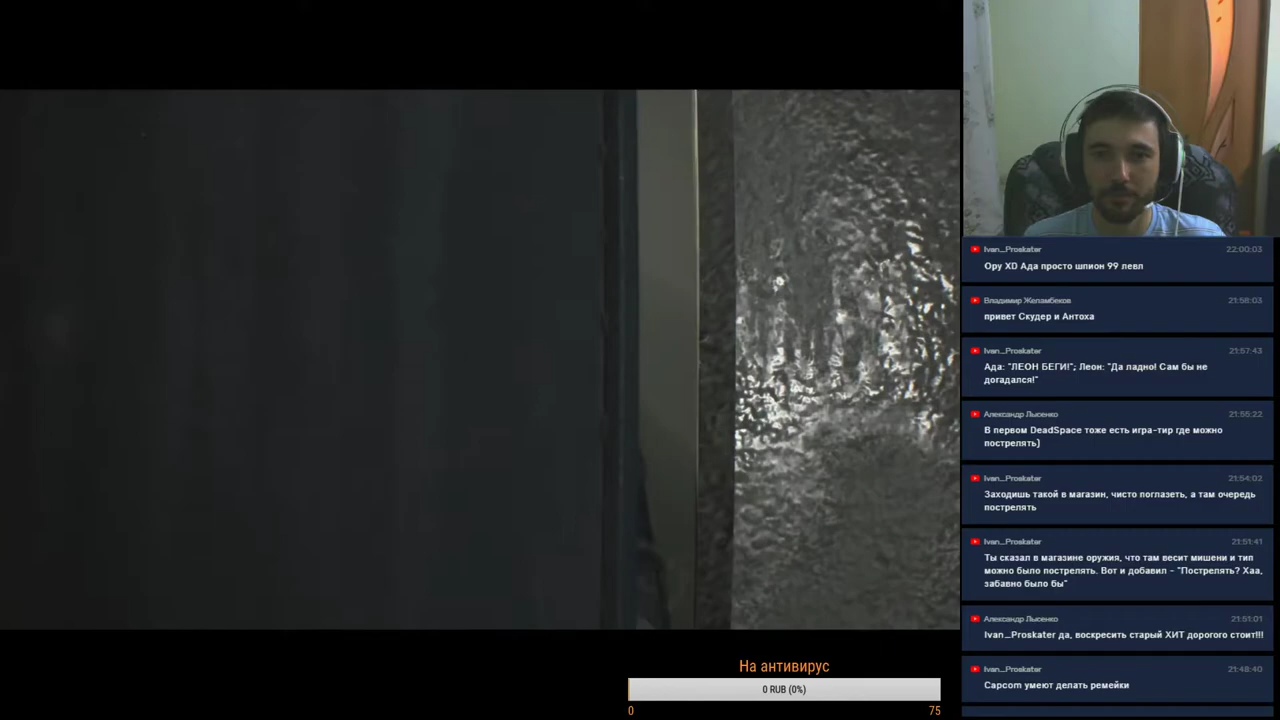 Ivan_Proskater 22:00:03
Ору XD Ада просто шпион 99 левл
Владимир Желамбеков 21:58:03
привет Скудер и Антоха
Ivan_Proskater 21:57:43
Ада: "ЛЕОН БЕГИ!"; Леон: "Да ладно! Сам бы не
догадался!"
Александр Лысенко 21:55:22
В первом DeadSpace тоже есть игра-тир где можно
пострелять)
Ivan_Proskater 21:54:02
Заходишь такой в магазин, чисто поглазеть, а там очередь
пострелять
Ivan_Proskater 21:51:41
Ты сказал в магазине оружия, что там весит мишени и тип
можно было пострелять. Вот и добавил - "Пострелять? Хаа,
забавно было бы"
Александр Лысенко 21:51:01
Ivan_Proskater да, воскресить старый ХИТ дорогого стоит!!!
Ivan_Proskater 21:48:40
Capcom умеют делать ремейки
На антивирус
0 RUB (0%)
0 75